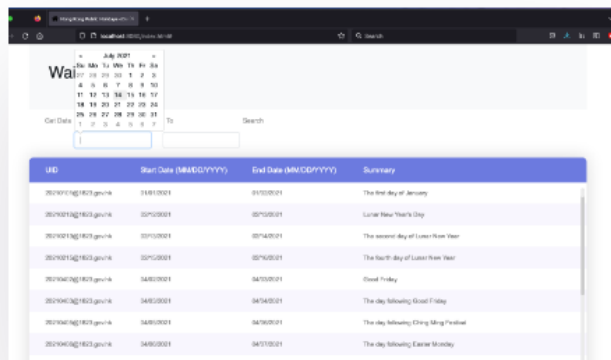 Hong Kong Public Holidays
localhost
Search
Wai
« July 2021 »
Su Mo Tu We Th Fr Sa
27 28 29 30 1 2 3
4 5 6 7 8 9 10
11 12 13 14 15 16 17
18 19 20 21 22 23 24
25 26 27 28 29 30 31
1 2 3 4 5 6 7
Get Date To Search
UID Start Date (MM/DD/YYYY) End Date (MM/DD/YYYY) Summary
20210101@1823.gov.hk 01/01/2021 01/02/2021 The first day of January
20210212@1823.gov.hk 02/12/2021 02/13/2021 Lunar New Year's Day
20210213@1823.gov.hk 02/13/2021 02/14/2021 The second day of Lunar New Year
20210215@1823.gov.hk 02/15/2021 02/16/2021 The fourth day of Lunar New Year
20210402@1823.gov.hk 04/02/2021 04/03/2021 Good Friday
20210403@1823.gov.hk 04/03/2021 04/04/2021 The day following Good Friday
20210405@1823.gov.hk 04/05/2021 04/06/2021 The day following Ching Ming Festival
20210406@1823.gov.hk 04/06/2021 04/07/2021 The day following Easter Monday